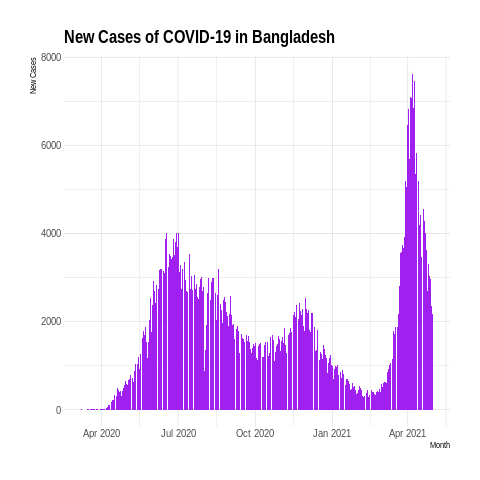 New Cases of COVID-19 in Bangladesh
New Cases
8000
6000
4000
2000
0
Apr 2020 Jul 2020 Oct 2020 Jan 2021 Apr 2021
Month